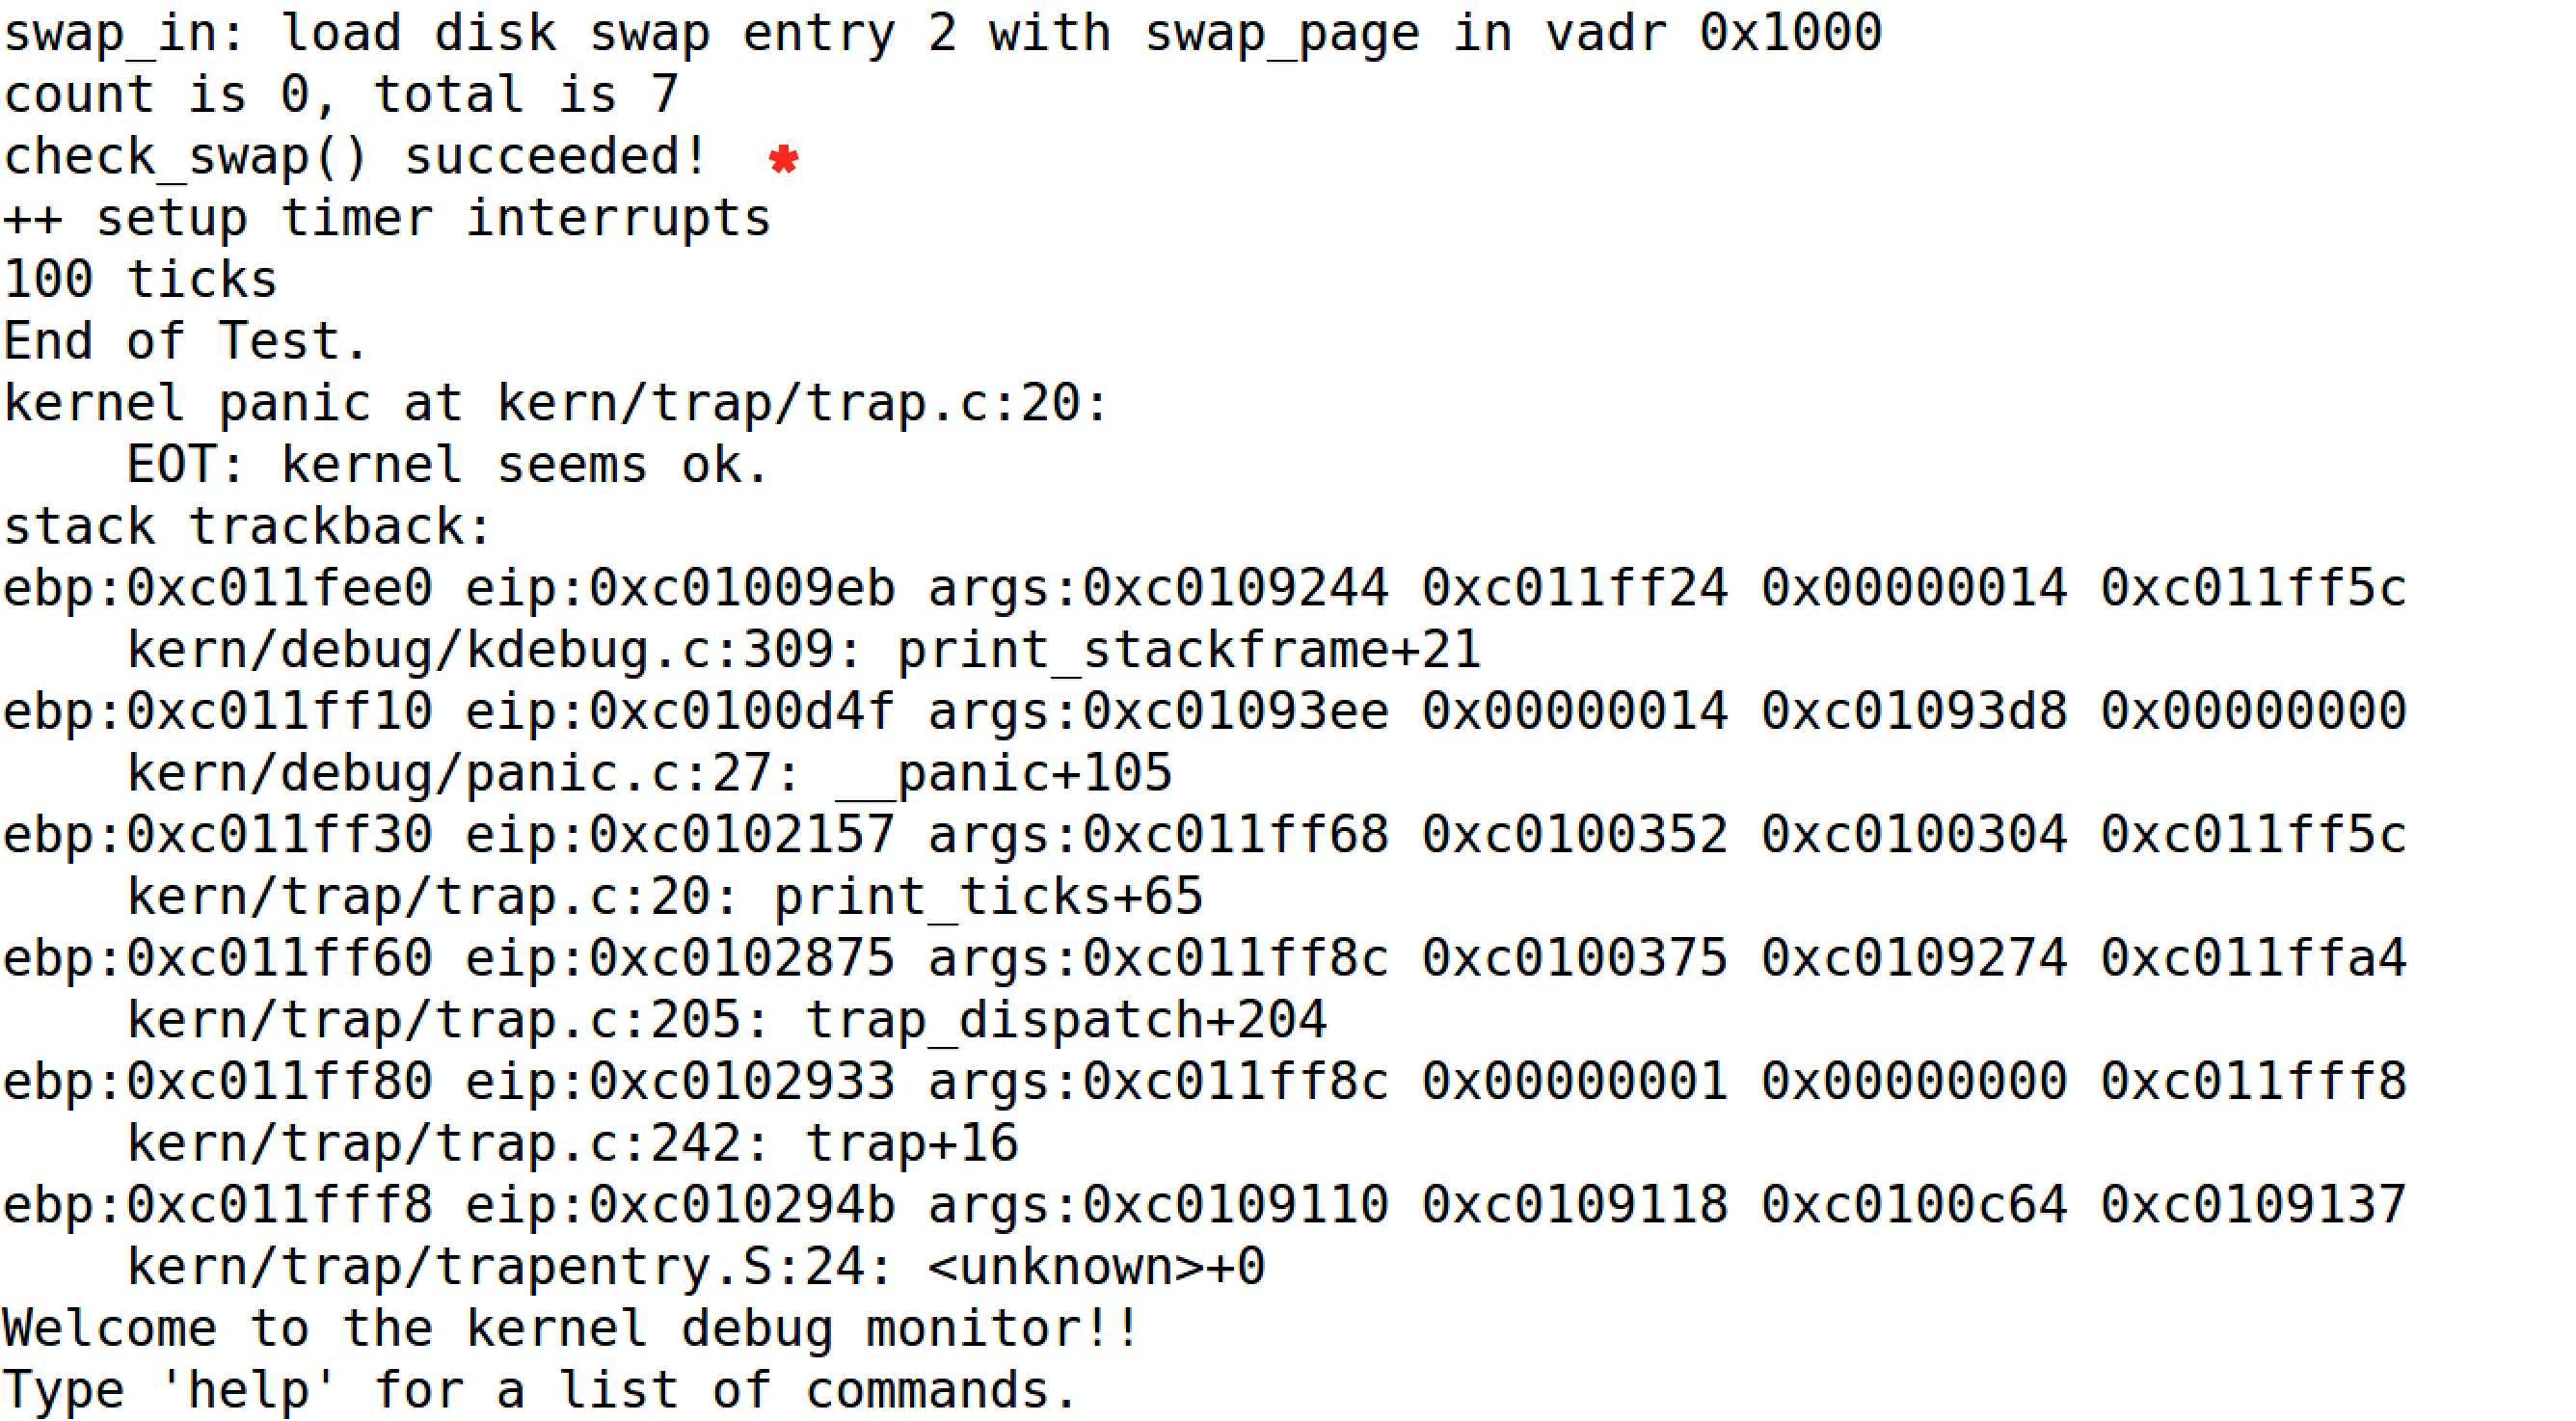 swap_in: load disk swap entry 2 with swap_page in vadr 0x1000
count is 0, total is 7
check_swap() succeeded! *
++ setup timer interrupts
100 ticks
End of Test.
kernel panic at kern/trap/trap.c:20:
    EOT: kernel seems ok.
stack trackback:
ebp:0xc011fee0 eip:0xc01009eb args:0xc0109244 0xc011ff24 0x00000014 0xc011ff5c
    kern/debug/kdebug.c:309: print_stackframe+21
ebp:0xc011ff10 eip:0xc0100d4f args:0xc01093ee 0x00000014 0xc01093d8 0x00000000
    kern/debug/panic.c:27: __panic+105
ebp:0xc011ff30 eip:0xc0102157 args:0xc011ff68 0xc0100352 0xc0100304 0xc011ff5c
    kern/trap/trap.c:20: print_ticks+65
ebp:0xc011ff60 eip:0xc0102875 args:0xc011ff8c 0xc0100375 0xc0109274 0xc011ffa4
    kern/trap/trap.c:205: trap_dispatch+204
ebp:0xc011ff80 eip:0xc0102933 args:0xc011ff8c 0x00000001 0x00000000 0xc011fff8
    kern/trap/trap.c:242: trap+16
ebp:0xc011fff8 eip:0xc010294b args:0xc0109110 0xc0109118 0xc0100c64 0xc0109137
    kern/trap/trapentry.S:24: <unknown>+0
Welcome to the kernel debug monitor!!
Type 'help' for a list of commands.